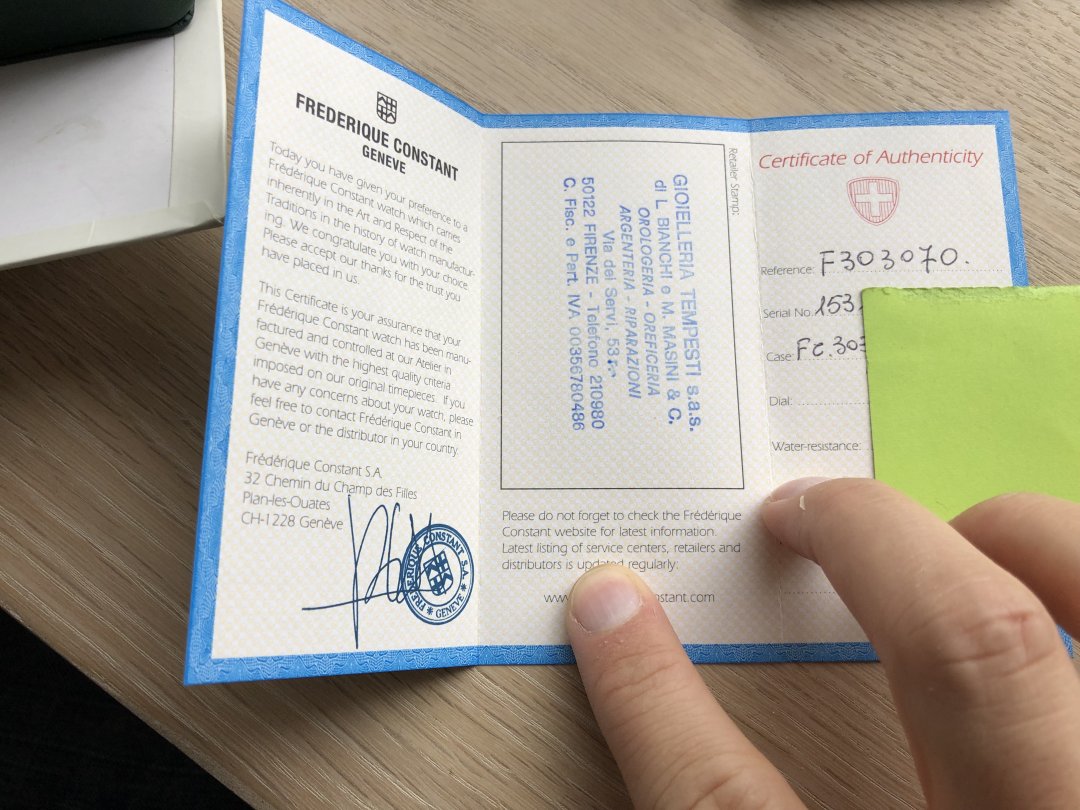 FREDERIQUE CONSTANT
GENEVE
Today you have given your preference to a
Frédérique Constant watch which carries
inherently in the Art and Respect of the
Traditions in the history of watch manufactur-
ing. We congratulate you with your choice.
Please accept our thanks for the trust you
have placed in us.
This Certificate is your assurance that your
Frédérique Constant watch has been manu-
factured and controlled at our Atelier in
Genève with the highest quality criteria
imposed on our original timepieces. If you
have any concerns about your watch, please
feel free to contact Frédérique Constant in
Genève or the distributor in your country.
Frédérique Constant S.A.
32 Chemin du Champ des Filles
Plan-les-Ouates
CH-1228 Genève
FREDERIQUE CONSTANT S.A.
GENEVE
Retailer Stamp:
GIOIELLERIA TEMPESTI s.a.s.
di L. BIANCHI e M. MASINI & C.
OROLOGERIA - OREFICERIA
ARGENTERIA - RIPARAZIONI
Via dei Servi, 53
50122 FIRENZE - Telefono 210980
C. Fisc. e Part. IVA 00356780486
Please do not forget to check the Frédérique
Constant website for latest information.
Latest listing of service centers, retailers and
distributors is updated regularly:
Certificate of Authenticity
Reference: F303070.
Serial No. 153
Case: Fc.303
Dial:
Water-resistance: